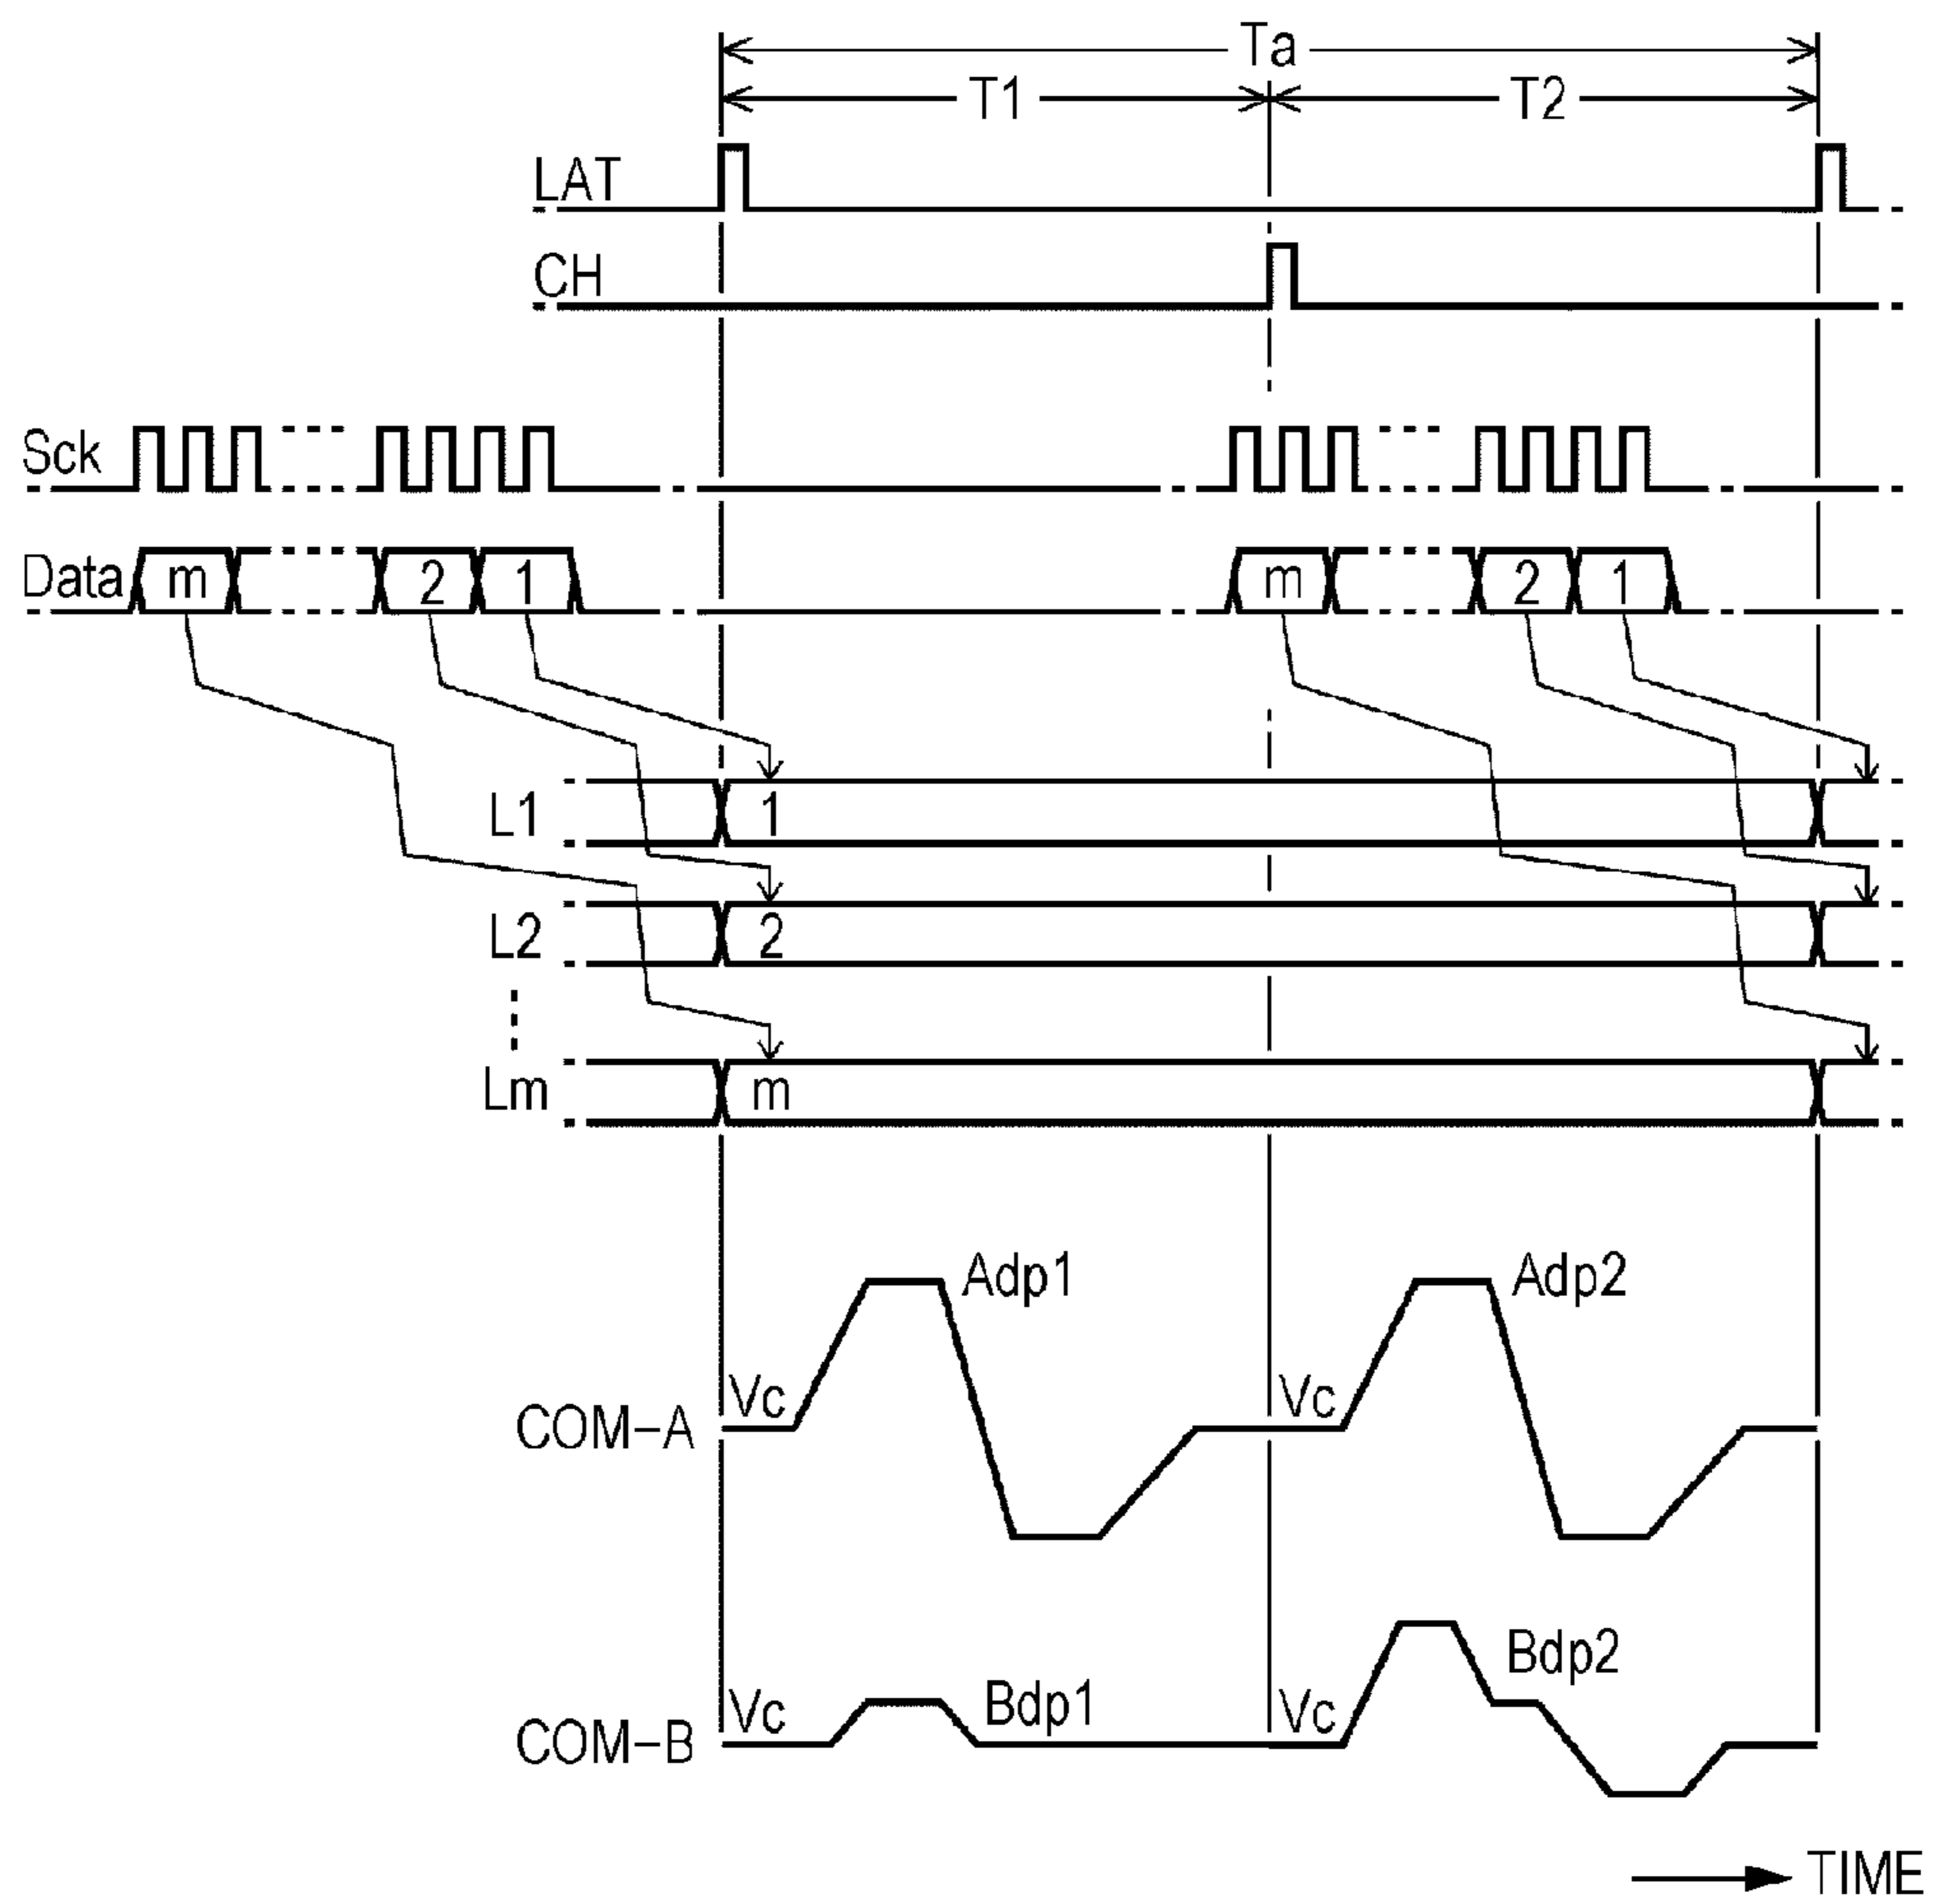 Ta
T1 T2
LAT
CH
Sck
Data m 2 1 m 2 1
L1 1
L2 2
Lm m
Adp1 Adp2
COM-A Vc Vc
Bdp1 Bdp2
COM-B Vc Vc
TIME